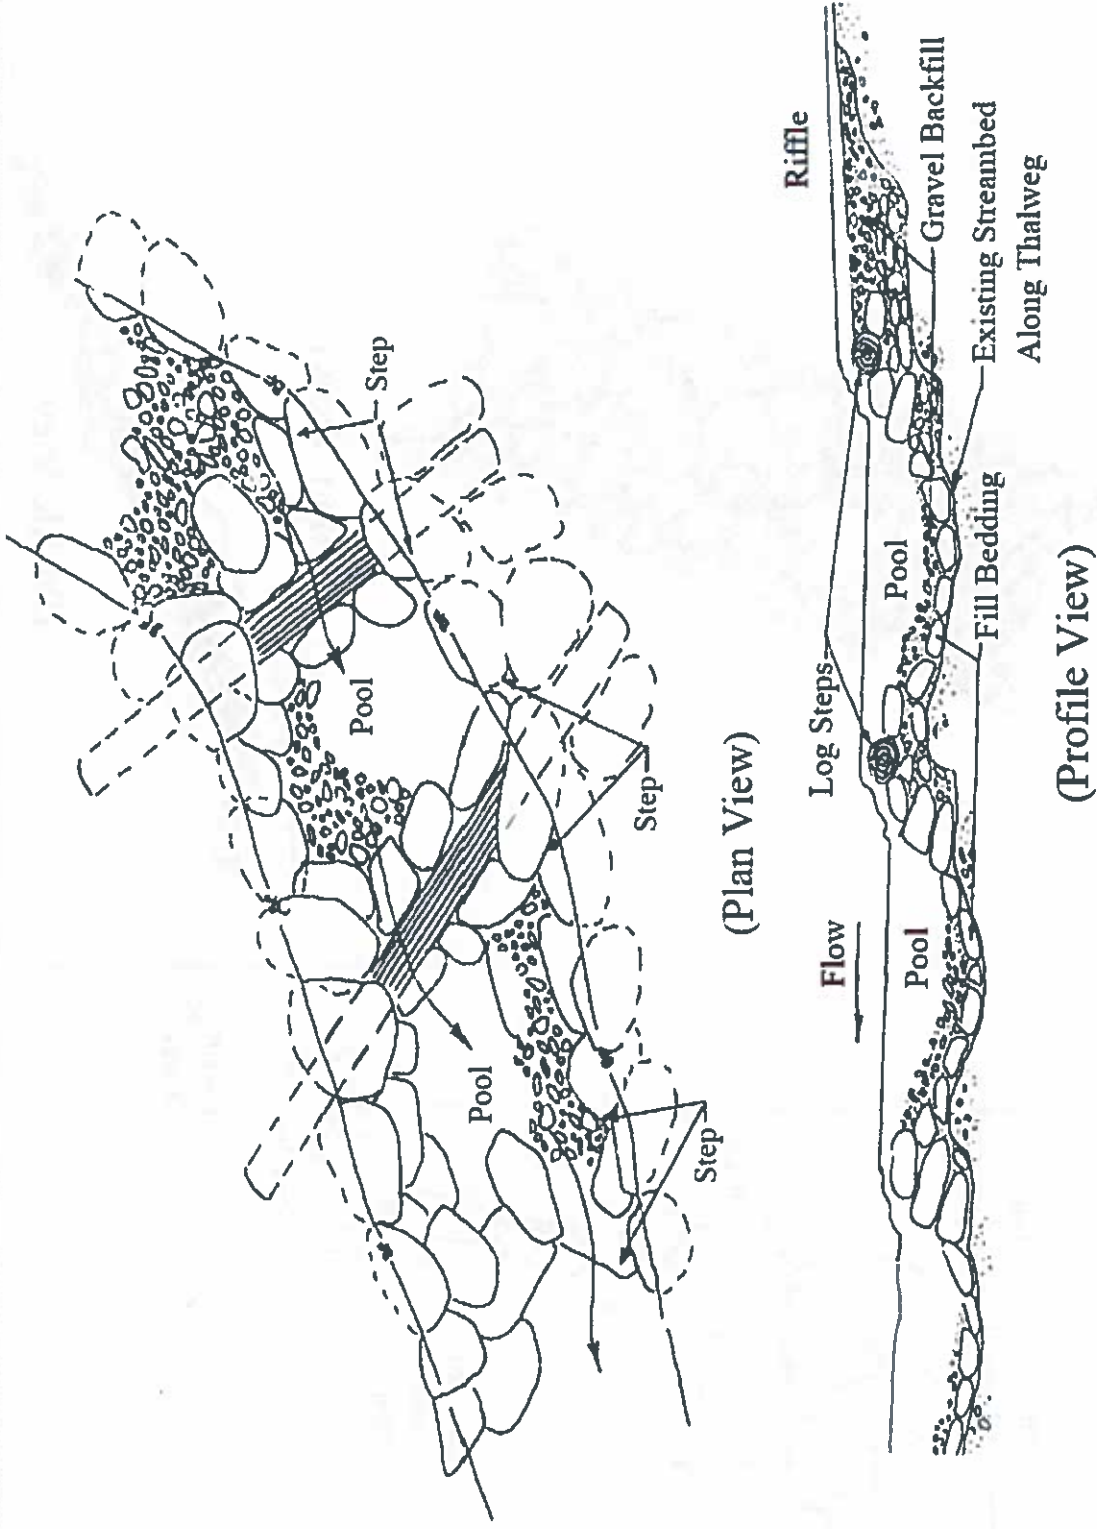 Step
Pool
Step
Pool
Step
(Plan View)
Riffle
Log Steps
Flow
Pool
Pool
Gravel Backfill
Fill Bedding
Existing Streambed
Along Thalweg
(Profile View)